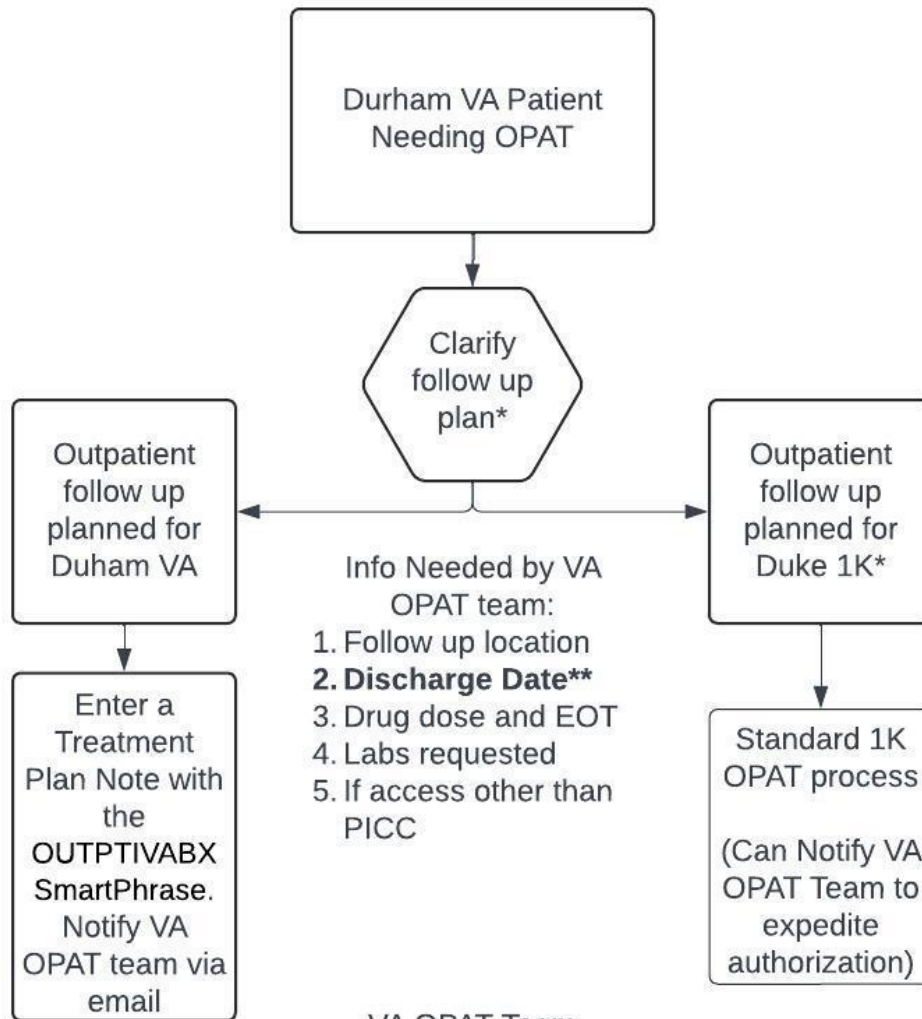 Durham VA Patient
Needing OPAT
Clarify
follow up
plan*
Outpatient
follow up
planned for
Duham VA
Outpatient
follow up
planned for
Duke 1K*
Info Needed by VA
OPAT team:
1. Follow up location
2. Discharge Date**
3. Drug dose and EOT
4. Labs requested
5. If access other than
PICC
Enter a
Treatment
Plan Note with
the
OUTPTIVABX
SmartPhrase.
Notify VA
OPAT team via
email
Standard 1K
OPAT process
(Can Notify VA
OPAT Team to
expedite
authorization)
VA OPAT Team